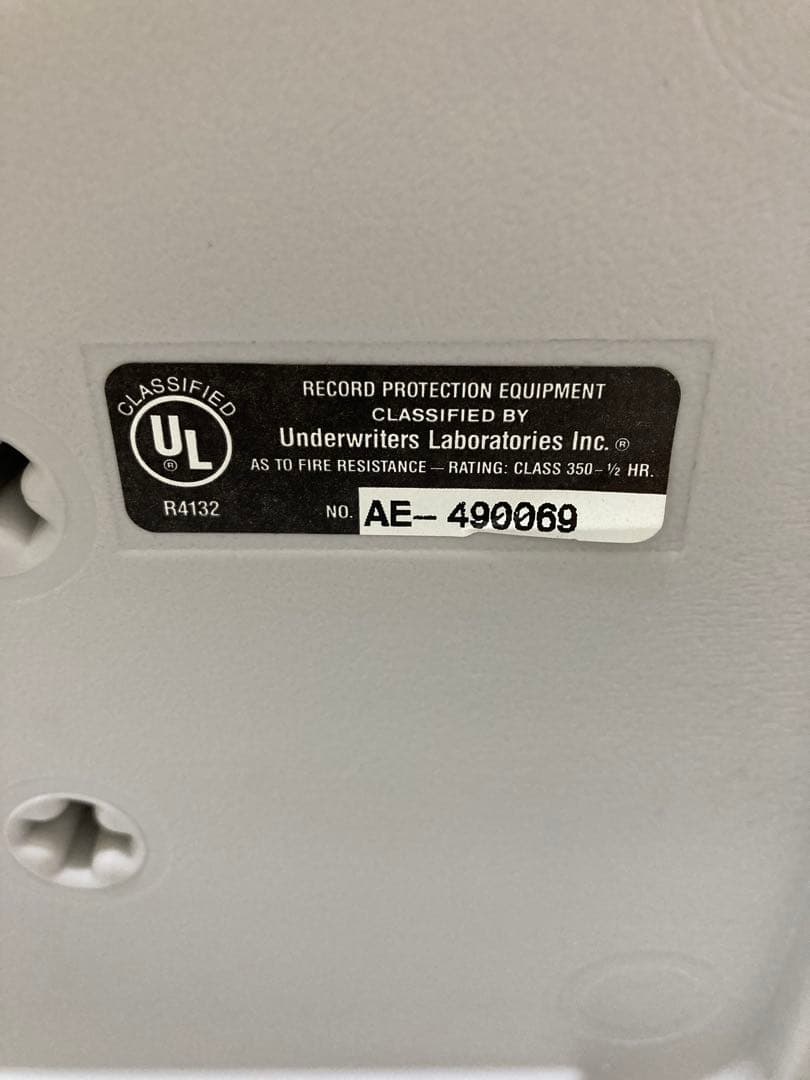 CLASSIFIED
UL ®
R4132
RECORD PROTECTION EQUIPMENT
CLASSIFIED BY
Underwriters Laboratories Inc. ®
AS TO FIRE RESISTANCE — RATING: CLASS 350- ½ HR.
NO. AE- 490069